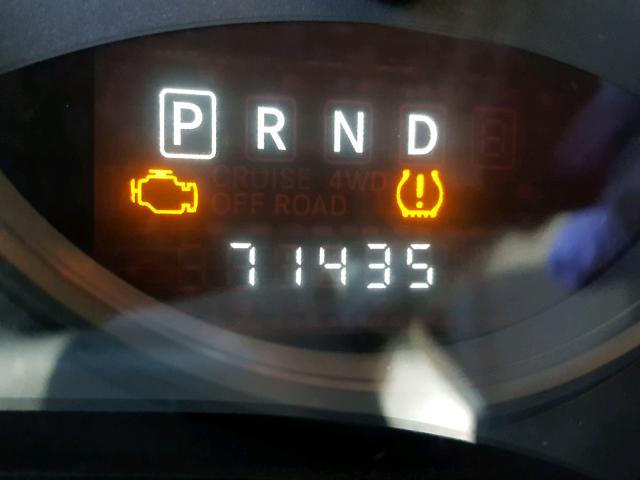 P R N D
CRUISE 4WD
OFF ROAD
71435